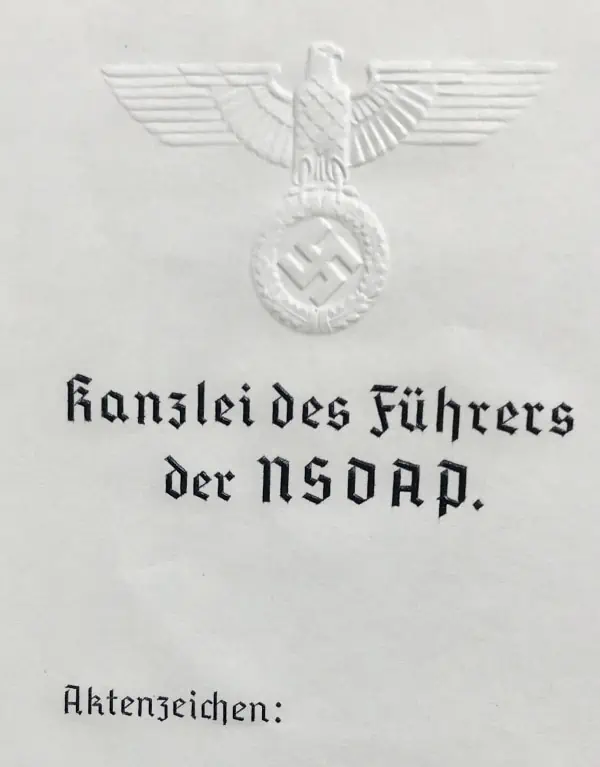 Kanzlei des Führers
der NSDAP.
Aktenzeichen: